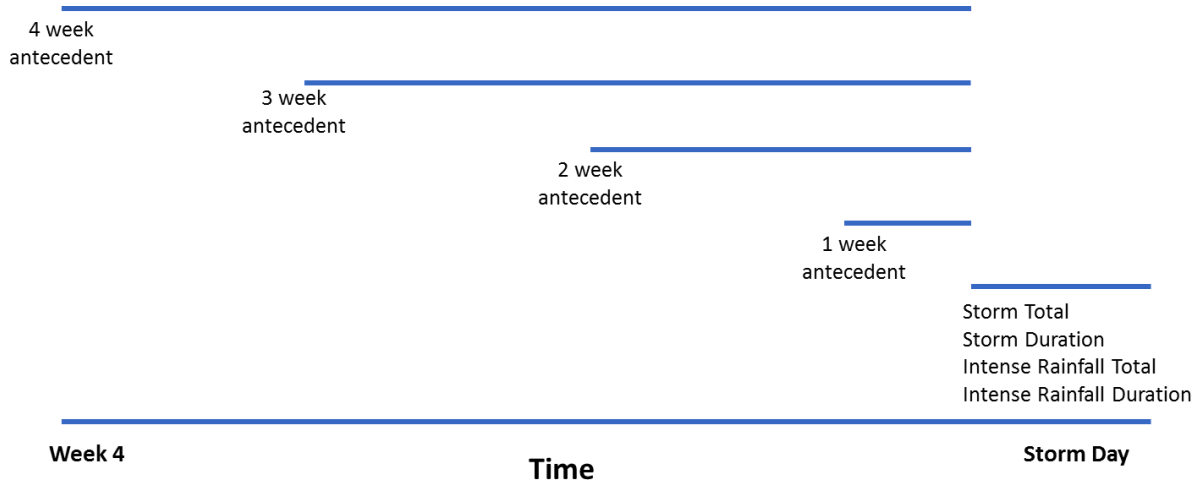 4 week
antecedent
3 week
antecedent
2 week
antecedent
1 week
antecedent
Storm Total
Storm Duration
Intense Rainfall Total
Intense Rainfall Duration
Week 4
Time
Storm Day